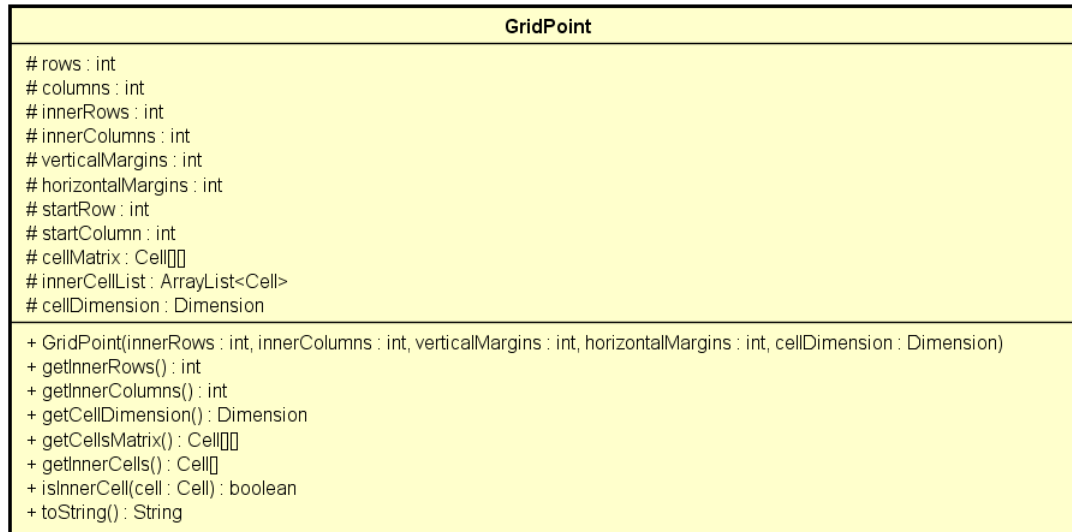 GridPoint
# rows : int
# columns : int
# innerRows : int
# innerColumns : int
# verticalMargins : int
# horizontalMargins : int
# startRow : int
# startColumn : int
# cellMatrix : Cell[][]
# innerCellList : ArrayList<Cell>
# cellDimension : Dimension
+ GridPoint(innerRows : int, innerColumns : int, verticalMargins : int, horizontalMargins : int, cellDimension : Dimension)
+ getInnerRows() : int
+ getInnerColumns() : int
+ getCellDimension() : Dimension
+ getCellsMatrix() : Cell[][]
+ getInnerCells() : Cell[]
+ isInnerCell(cell : Cell) : boolean
+ toString() : String